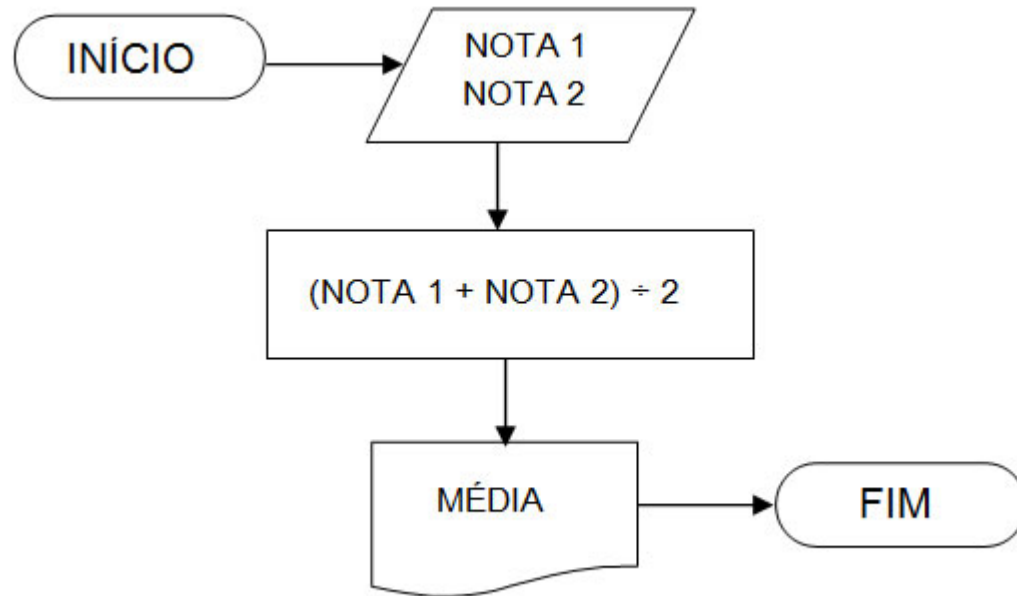 INÍCIO
NOTA 1
NOTA 2
(NOTA 1 + NOTA 2) ÷ 2
MÉDIA
FIM